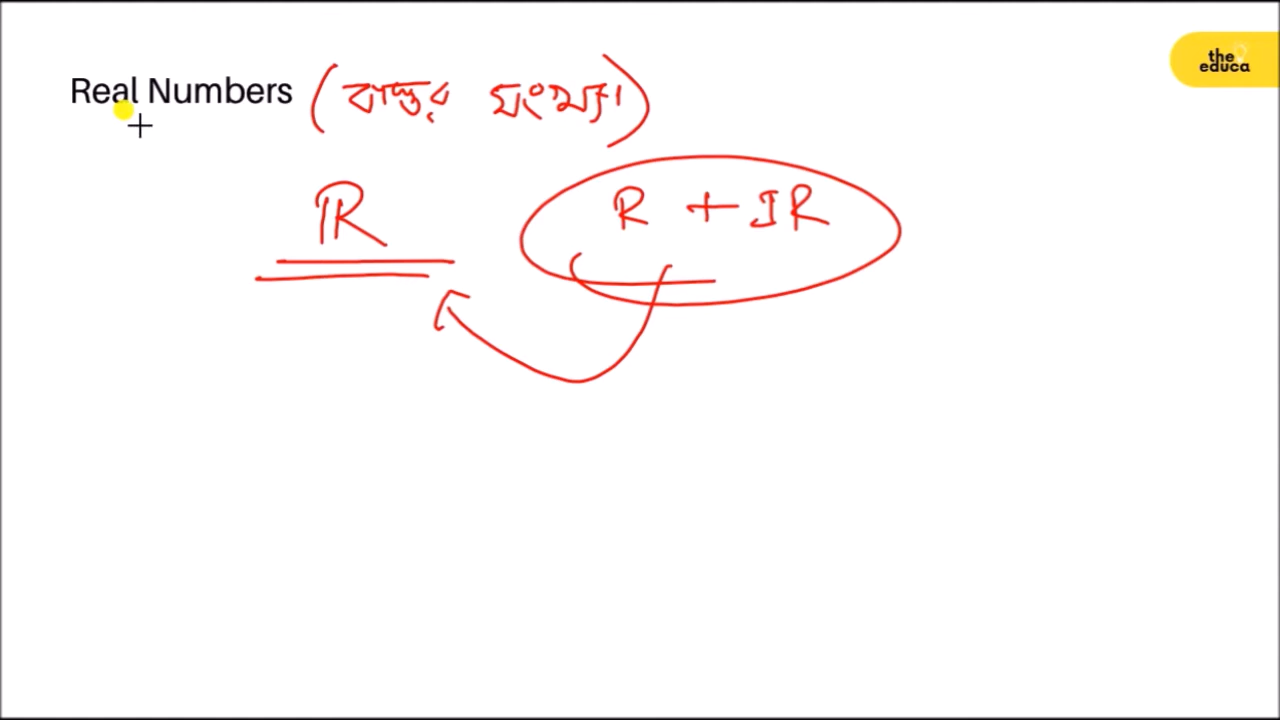 the
educa
Real Numbers (বাস্তব সংখ্যা)
ℝ R + IR